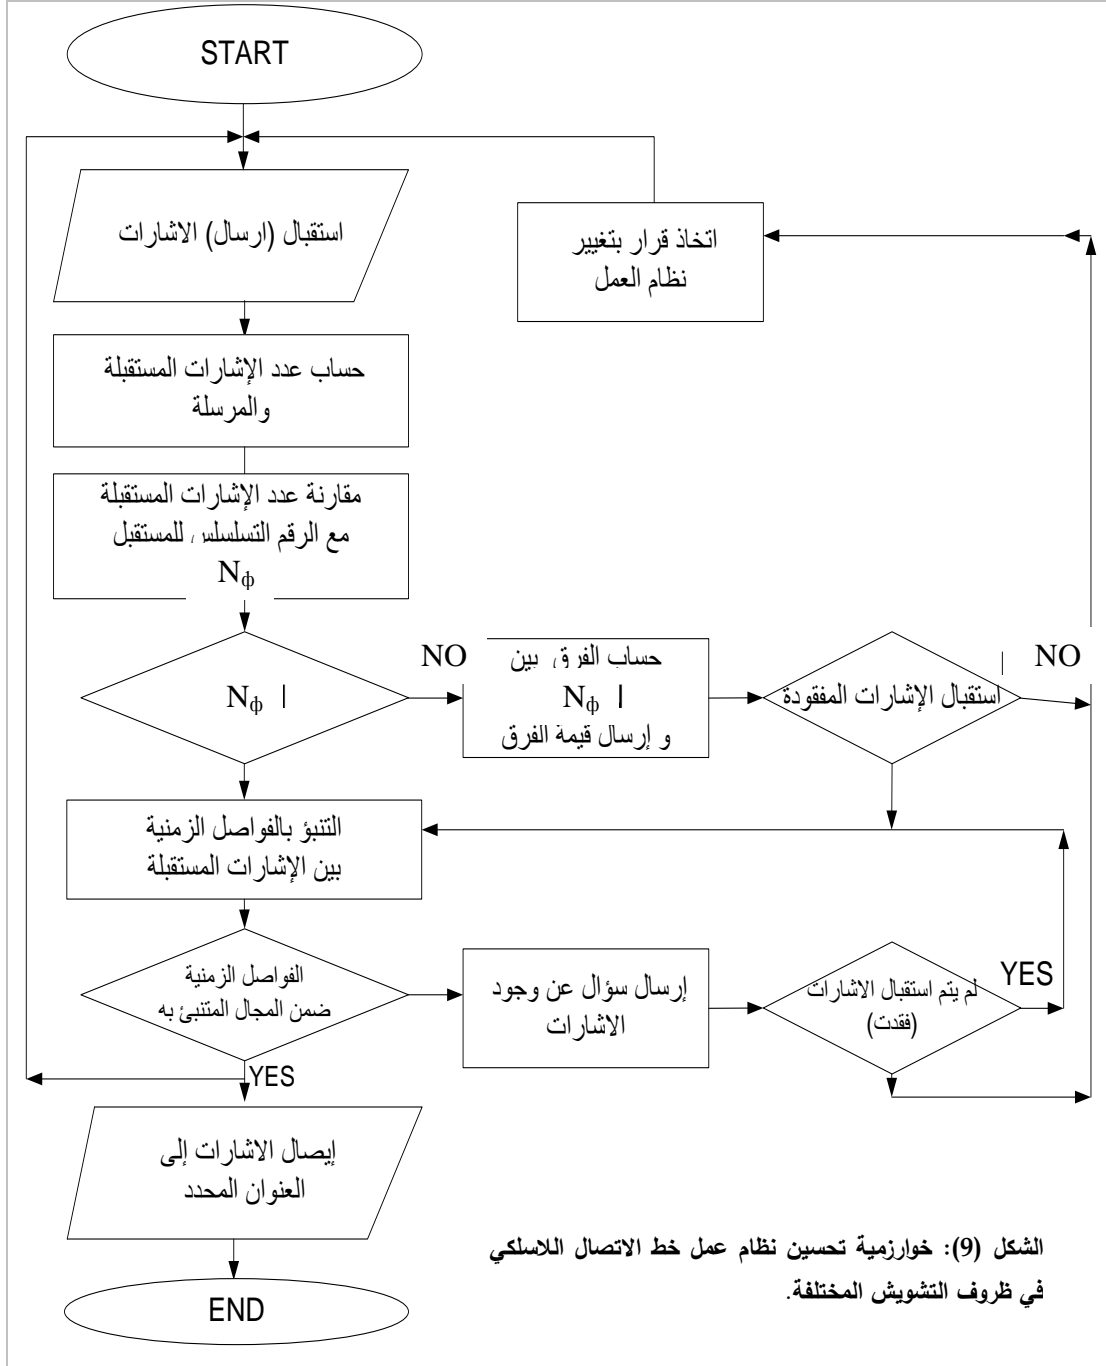 START
استقبال (ارسال) الاشارات
اتخاذ قرار بتغيير
نظام العمل
حساب عدد الإشارات المستقبلة
والمرسلة
مقارنة عدد الإشارات المستقبلة
مع الرقم التسلسلي للمستقبل
Nф
Nф
NO
حساب الفرق بين
Nф
و إرسال قيمة الفرق
استقبال الإشارات المفقودة
NO
التنبؤ بالفواصل الزمنية
بين الإشارات المستقبلة
الفواصل الزمنية
ضمن المجال المتنبئ به
إرسال سؤال عن وجود
الاشارات
لم يتم استقبال الاشارات
(فقدت)
YES
YES
إيصال الاشارات إلى
العنوان المحدد
END
الشكل (9): خوارزمية تحسين نظام عمل خط الاتصال اللاسلكي
في ظروف التشويش المختلفة.